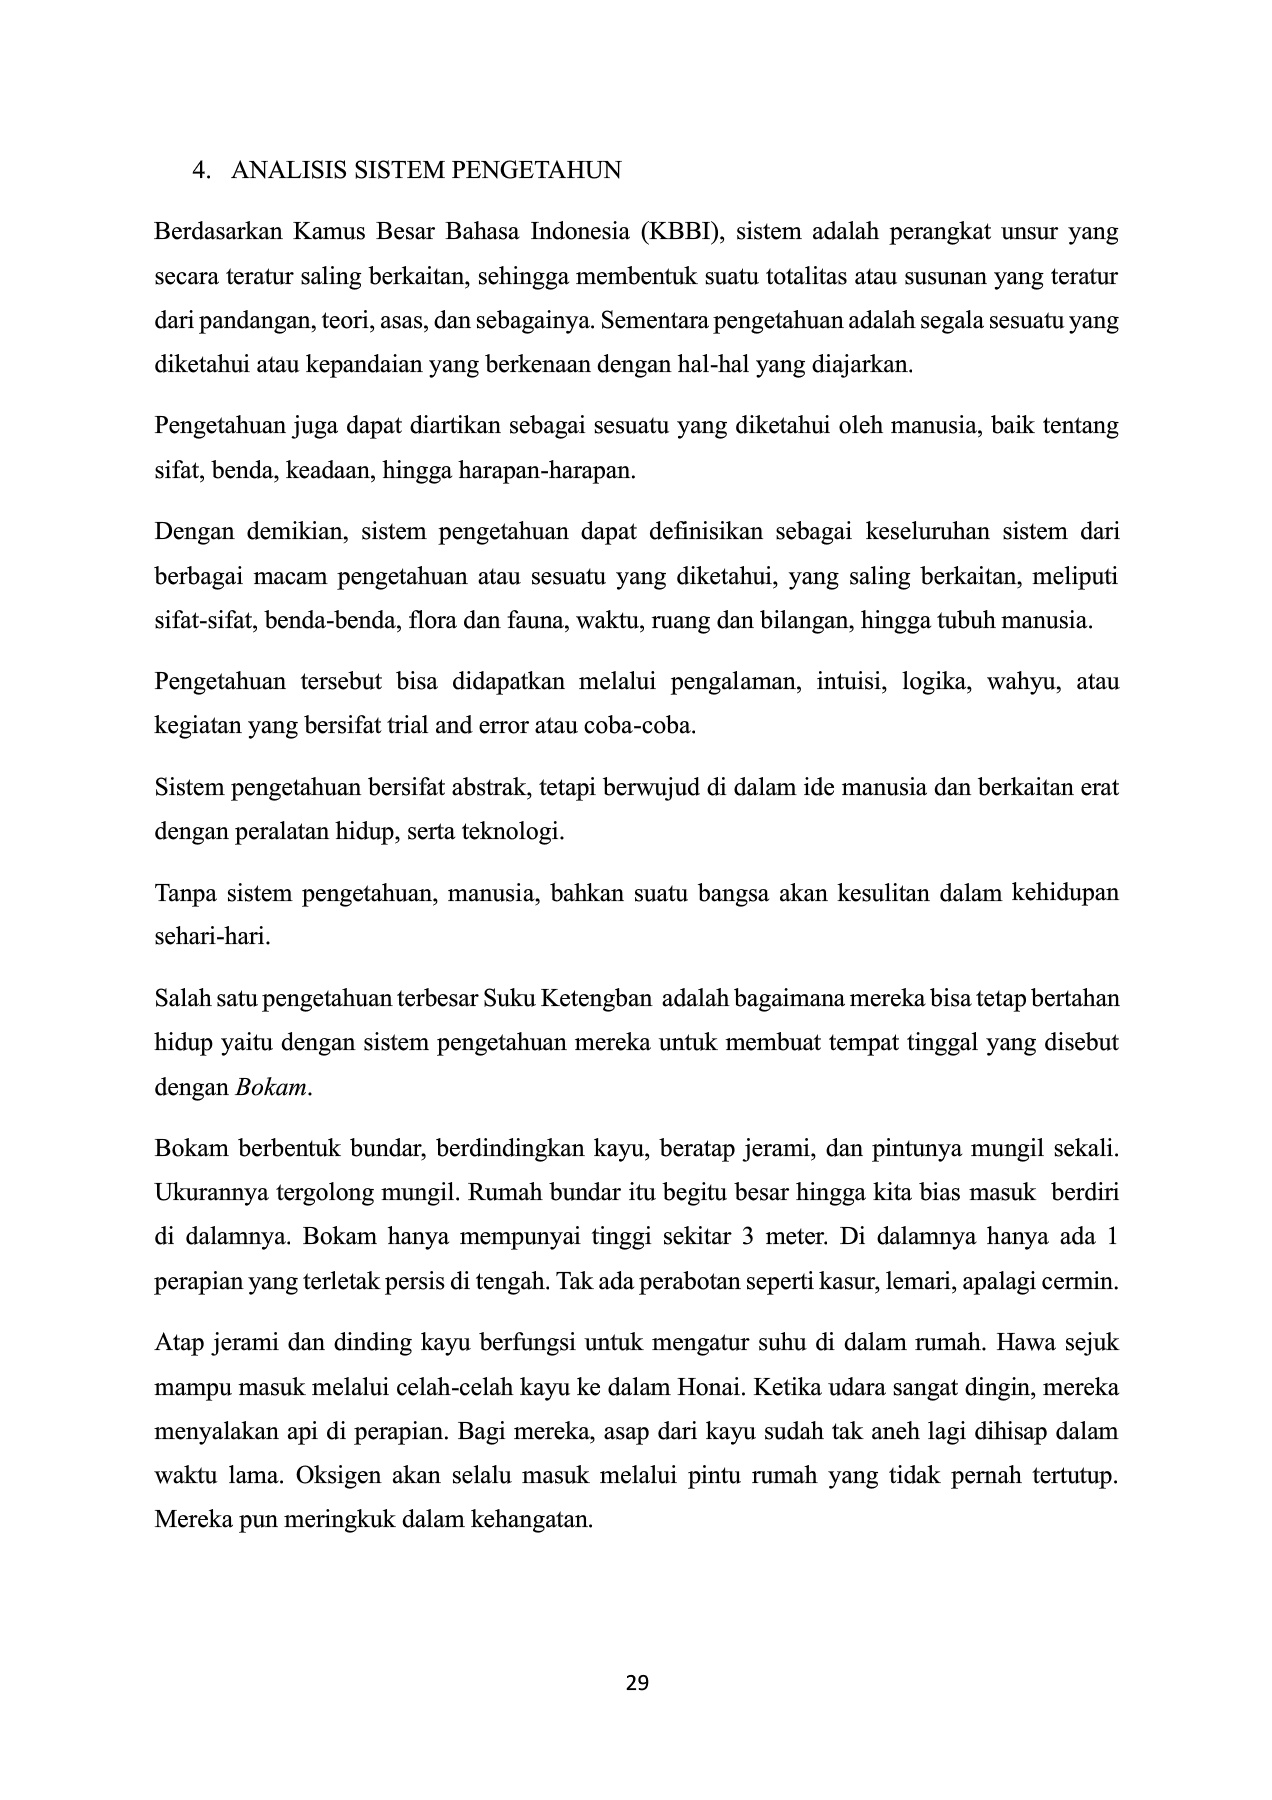 4. ANALISIS SISTEM PENGETAHUN
Berdasarkan Kamus Besar Bahasa Indonesia (KBBI), sistem adalah perangkat unsur yang
secara teratur saling berkaitan, sehingga membentuk suatu totalitas atau susunan yang teratur
dari pandangan, teori, asas, dan sebagainya. Sementara pengetahuan adalah segala sesuatu yang
diketahui atau kepandaian yang berkenaan dengan hal-hal yang diajarkan.
Pengetahuan juga dapat diartikan sebagai sesuatu yang diketahui oleh manusia, baik tentang
sifat, benda, keadaan, hingga harapan-harapan.
Dengan demikian, sistem pengetahuan dapat definisikan sebagai keseluruhan sistem dari
berbagai macam pengetahuan atau sesuatu yang diketahui, yang saling berkaitan, meliputi
sifat-sifat, benda-benda, flora dan fauna, waktu, ruang dan bilangan, hingga tubuh manusia.
Pengetahuan tersebut bisa didapatkan melalui pengalaman, intuisi, logika, wahyu, atau
kegiatan yang bersifat trial and error atau coba-coba.
Sistem pengetahuan bersifat abstrak, tetapi berwujud di dalam ide manusia dan berkaitan erat
dengan peralatan hidup, serta teknologi.
Tanpa sistem pengetahuan, manusia, bahkan suatu bangsa akan kesulitan dalam kehidupan
sehari-hari.
Salah satu pengetahuan terbesar Suku Ketengban adalah bagaimana mereka bisa tetap bertahan
hidup yaitu dengan sistem pengetahuan mereka untuk membuat tempat tinggal yang disebut
dengan Bokam.
Bokam berbentuk bundar, berdindingkan kayu, beratap jerami, dan pintunya mungil sekali.
Ukurannya tergolong mungil. Rumah bundar itu begitu besar hingga kita bias masuk berdiri
di dalamnya. Bokam hanya mempunyai tinggi sekitar 3 meter. Di dalamnya hanya ada 1
perapian yang terletak persis di tengah. Tak ada perabotan seperti kasur, lemari, apalagi cermin.
Atap jerami dan dinding kayu berfungsi untuk mengatur suhu di dalam rumah. Hawa sejuk
mampu masuk melalui celah-celah kayu ke dalam Honai. Ketika udara sangat dingin, mereka
menyalakan api di perapian. Bagi mereka, asap dari kayu sudah tak aneh lagi dihisap dalam
waktu lama. Oksigen akan selalu masuk melalui pintu rumah yang tidak pernah tertutup.
Mereka pun meringkuk dalam kehangatan.
29